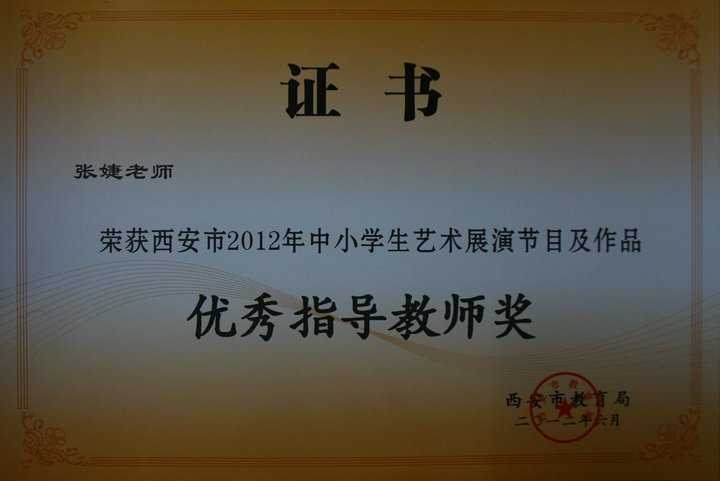 证书
张婕老师
荣获西安市2012年中小学生艺术展演节目及作品
优秀指导教师奖
西安市教育局
二〇一二年六月